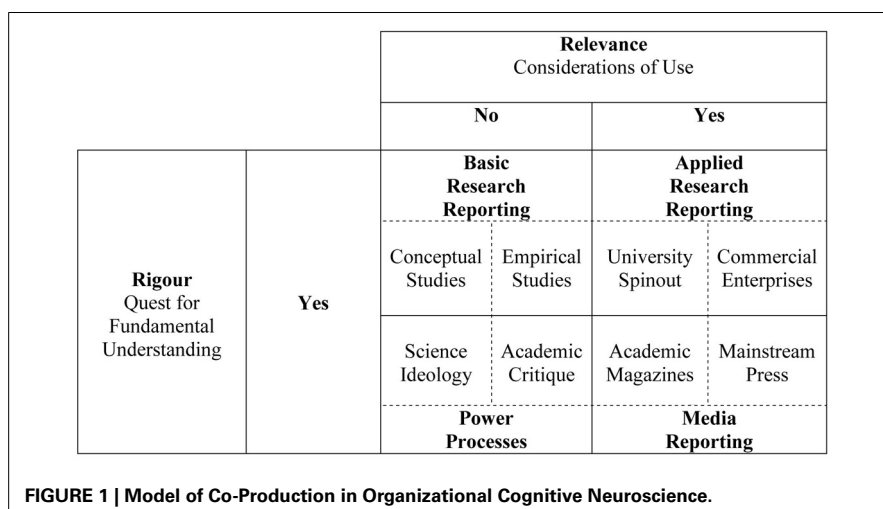 Relevance
Considerations of Use
No Yes
Basic Applied
Research Research
Reporting Reporting
Conceptual Empirical University Commercial
Studies Studies Spinout Enterprises
Rigour
Quest for Yes
Fundamental
Understanding
Science Academic Academic Mainstream
Ideology Critique Magazines Press
Power Media
Processes Reporting
FIGURE 1 | Model of Co-Production in Organizational Cognitive Neuroscience.